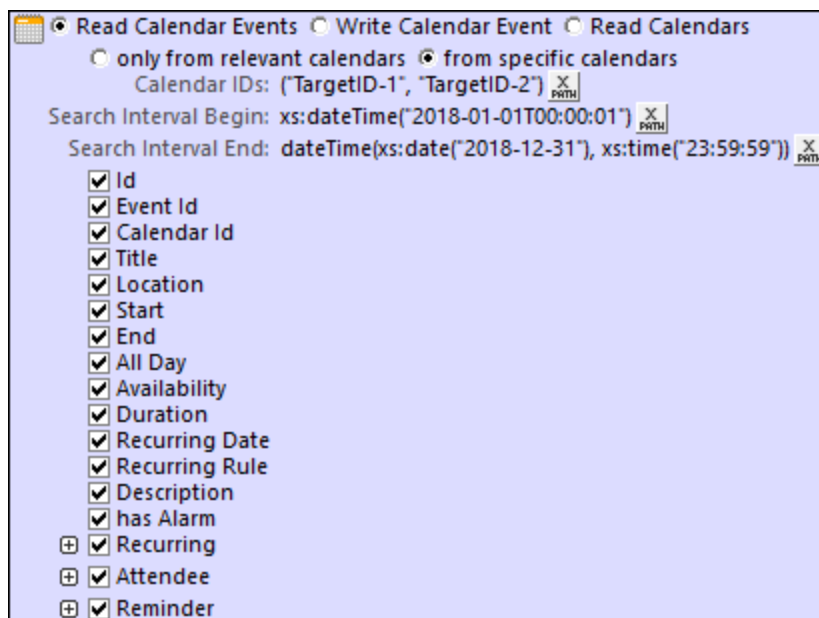 Read Calendar Events Write Calendar Event Read Calendars
only from relevant calendars from specific calendars
Calendar IDs: ("TargetID-1", "TargetID-2") X PATH
Search Interval Begin: xs:dateTime("2018-01-01T00:00:01") X PATH
Search Interval End: dateTime(xs:date("2018-12-31"), xs:time("23:59:59")) X PATH
Id
Event Id
Calendar Id
Title
Location
Start
End
All Day
Availability
Duration
Recurring Date
Recurring Rule
Description
has Alarm
Recurring
Attendee
Reminder